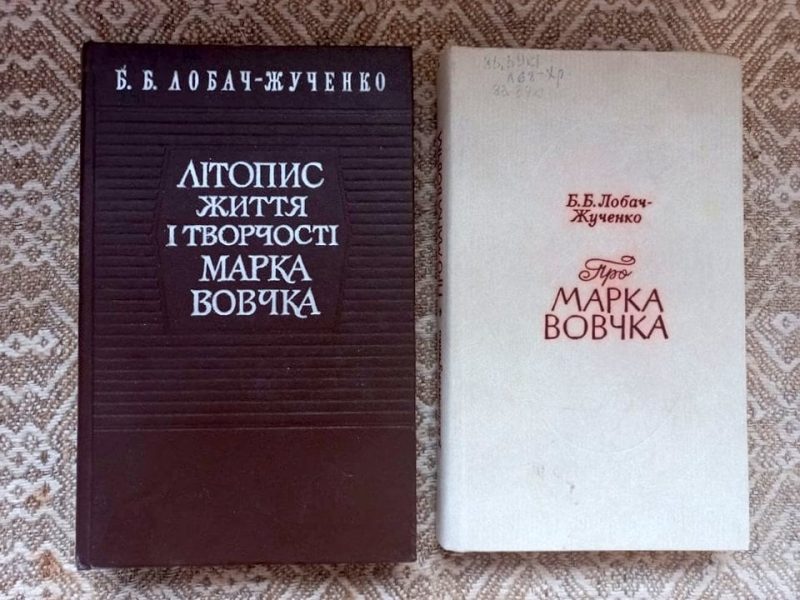 Б. Б. ЛОБАЧ-ЖУЧЕНКО
ЛІТОПИС
ЖИТТЯ
І ТВОРЧОСТІ
МАРКА
ВОВЧКА
Б.Б.Лобач-
Жученко
Про
МАРКА
ВОВЧКА